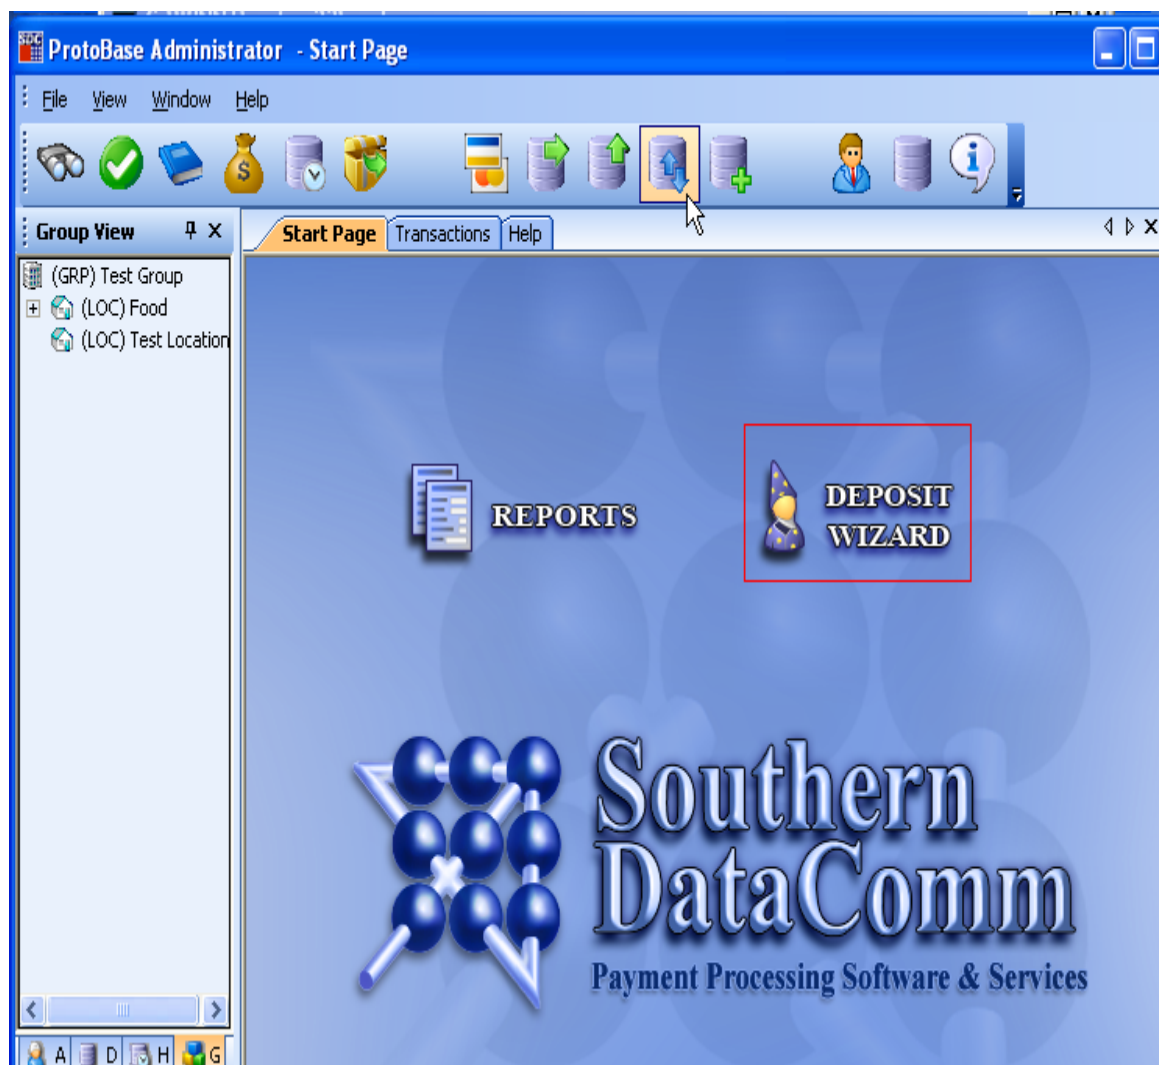 ProtoBase Administrator - Start Page
File View Window Help
Group View
Start Page Transactions Help
(GRP) Test Group
(LOC) Food
(LOC) Test Location
REPORTS
DEPOSIT
WIZARD
Southern
DataComm
Payment Processing Software & Services
A D H G